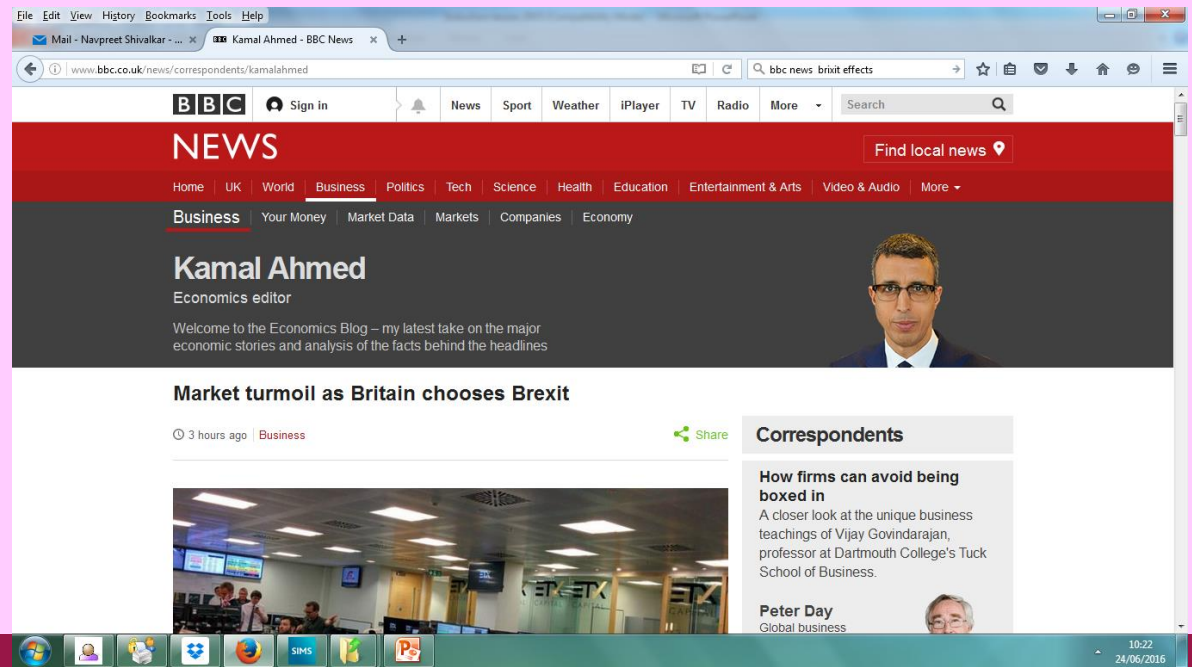 File Edit View History Bookmarks Tools Help
Mail - Navpreet Shivalkar - ... ×
BBC Kamal Ahmed - BBC News ×
+
www.bbc.co.uk/news/correspondents/kamalahmed
bbc news brixit effects
BBC Sign in News Sport Weather iPlayer TV Radio More Search
NEWS
Find local news
Home UK World Business Politics Tech Science Health Education Entertainment & Arts Video & Audio More
Business Your Money Market Data Markets Companies Economy
Kamal Ahmed
Economics editor
Welcome to the Economics Blog – my latest take on the major
economic stories and analysis of the facts behind the headlines
Market turmoil as Britain chooses Brexit
3 hours ago Business
Share
ETX
CAPITAL
Correspondents
How firms can avoid being
boxed in
A closer look at the unique business
teachings of Vijay Govindarajan,
professor at Dartmouth College's Tuck
School of Business.
Peter Day
Global business
SIMS
10:22
24/06/2016